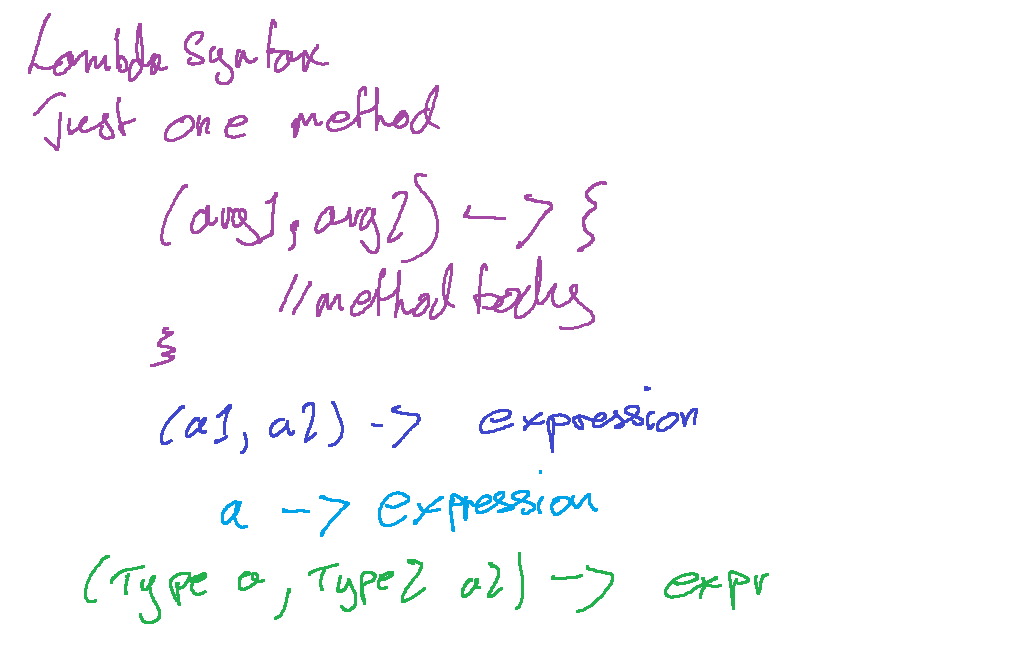 Lambda Syntax
Just one method
(arg1, arg2) -> {
//method body
}
(a1, a2) -> expression
a -> expression
(Type a, Type2 a2) -> expr